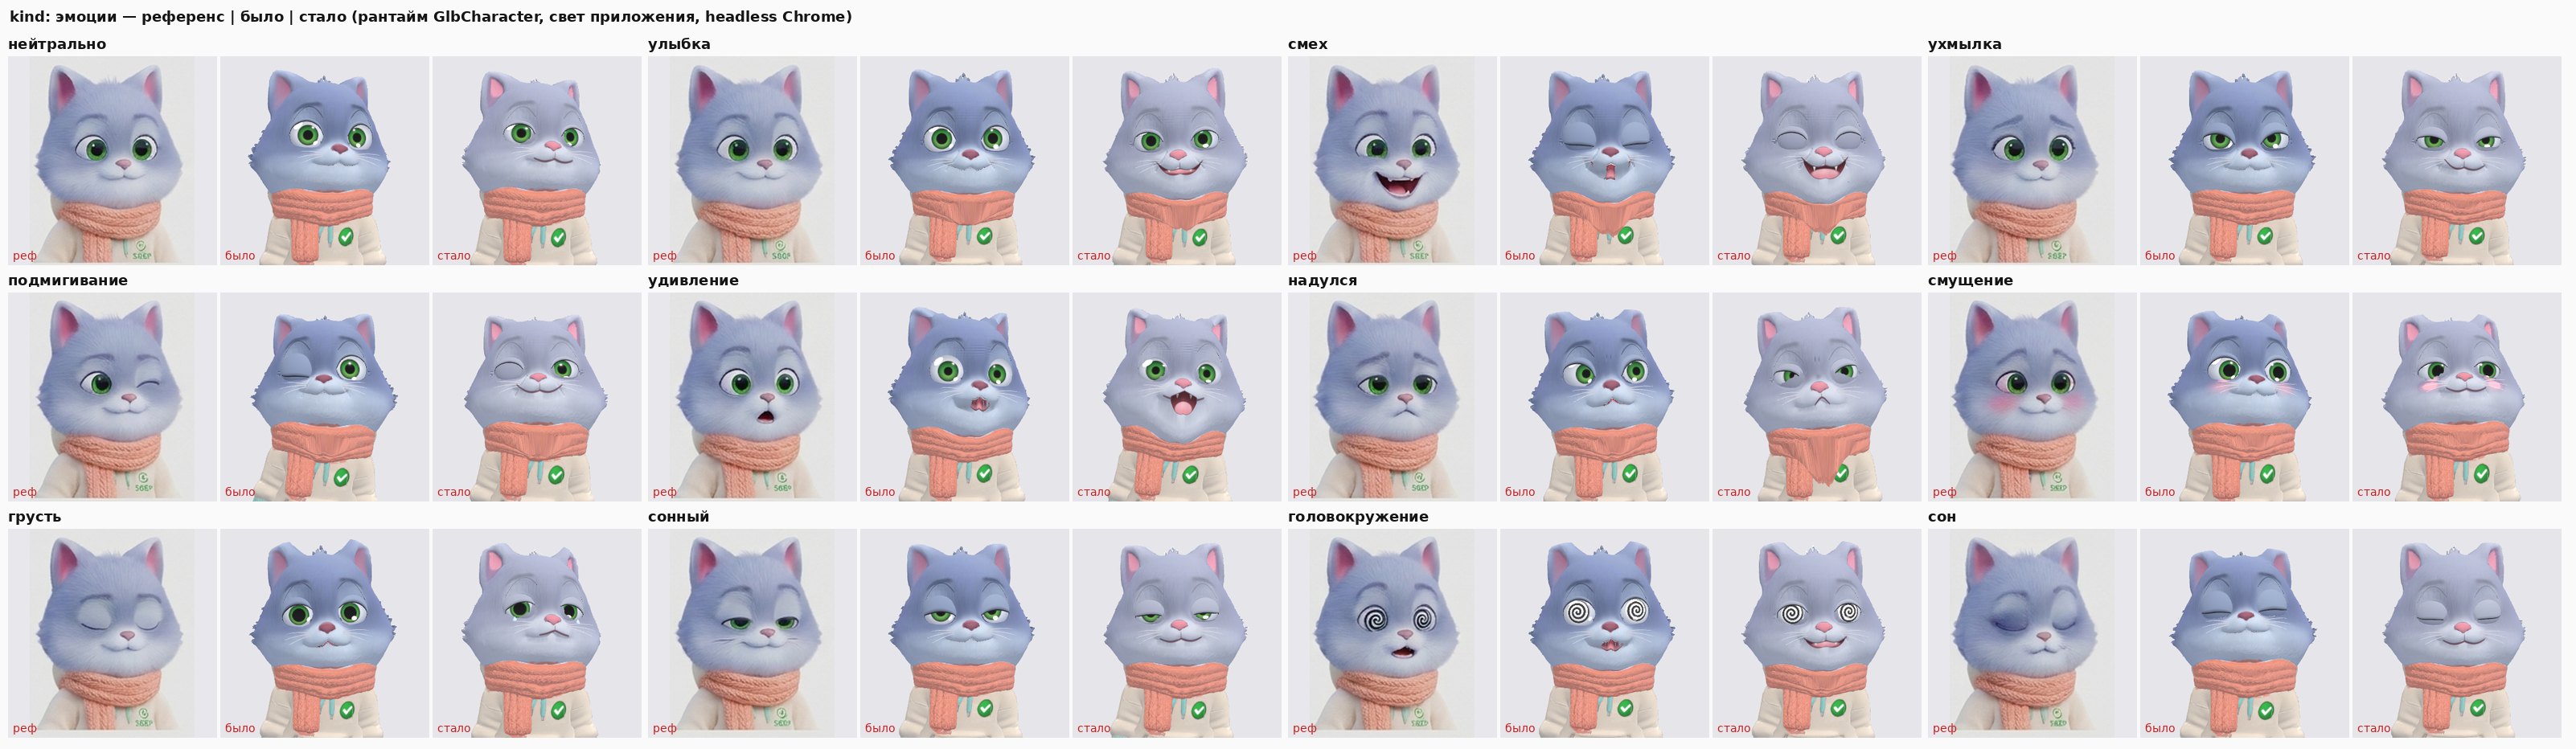 kind: эмоции — референс | было | стало (рантайм GlbCharacter, свет приложения, headless Chrome)
нейтрально улыбка смех ухмылка
реф было стало реф было стало реф было стало реф было стало
подмигивание удивление надулся смущение
реф было стало реф было стало реф было стало реф было стало
грусть сонный головокружение сон
реф было стало реф было стало реф было стало реф было стало